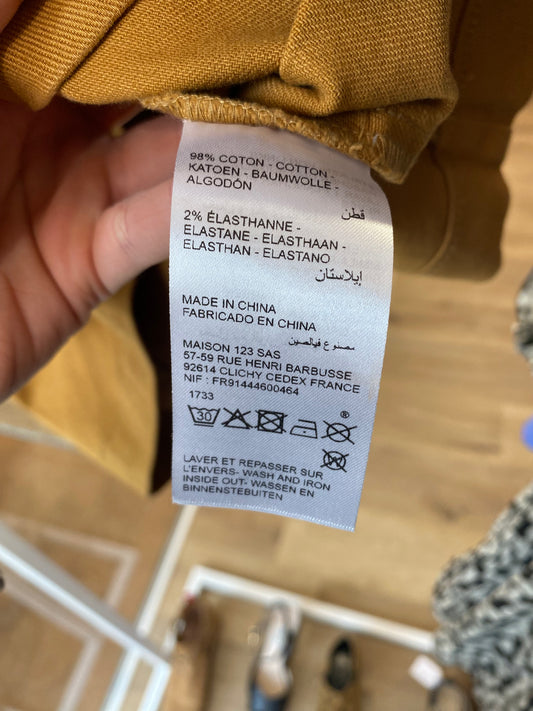 98% COTON - COTTON -
KATOEN - BAUMWOLLE -
ALGODÓN
قطن
2% ÉLASTHANNE -
ELASTANE - ELASTHAAN -
ELASTHAN - ELASTANO
إيلاستان
MADE IN CHINA
FABRICADO EN CHINA
مصنوع فيالصين
MAISON 123 SAS
57-59 RUE HENRI BARBUSSE
92614 CLICHY CEDEX FRANCE
NIF : FR91444600464
1733
®
30
W
LAVER ET REPASSER SUR
L'ENVERS- WASH AND IRON
INSIDE OUT- WASSEN EN
BINNENSTEBUITEN